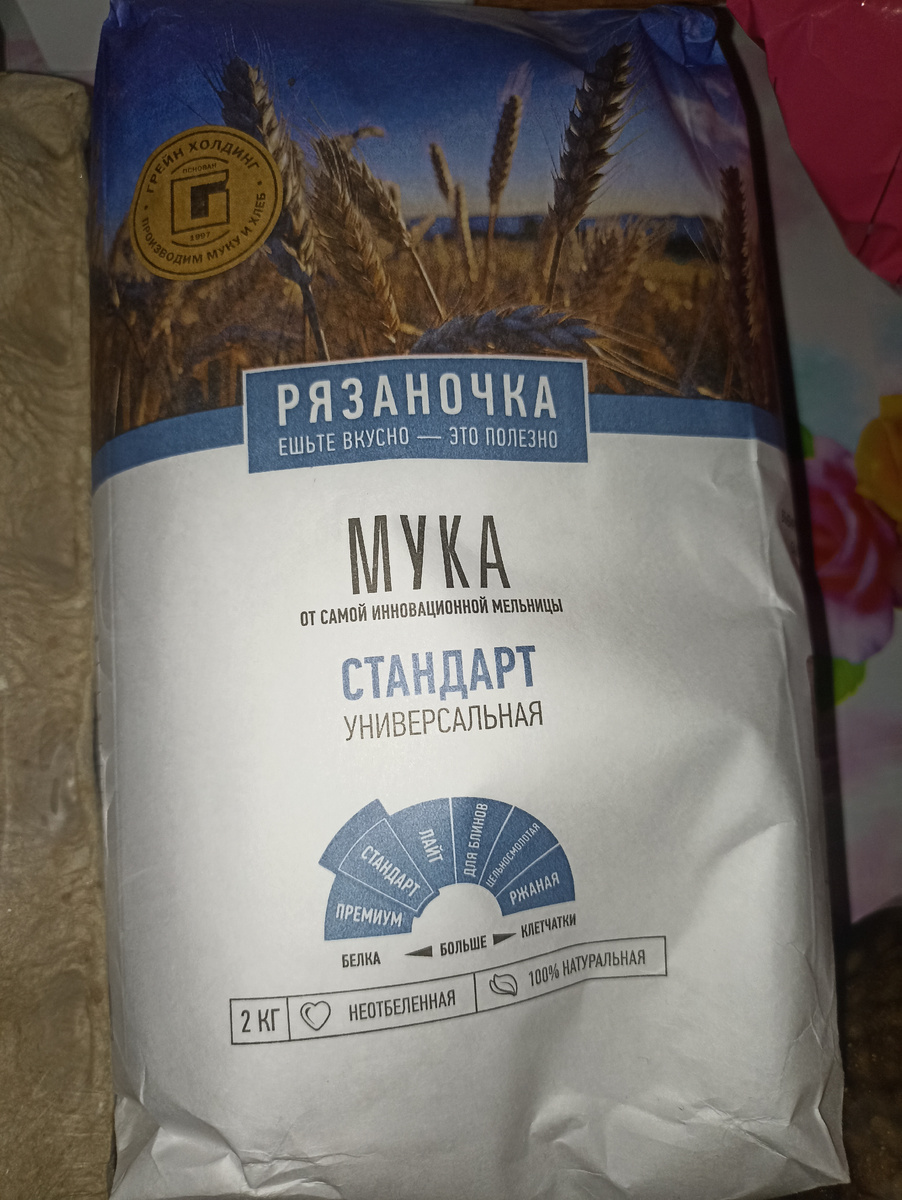 ГРЕЙН ХОЛДИНГ
ОСНОВАН
1997
ПРОИЗВОДИМ МУКУ И ХЛЕБ
РЯЗАНОЧКА
ЕШЬТЕ ВКУСНО — ЭТО ПОЛЕЗНО
МУКА
ОТ САМОЙ ИННОВАЦИОННОЙ МЕЛЬНИЦЫ
СТАНДАРТ
УНИВЕРСАЛЬНАЯ
ПРЕМИУМ
СТАНДАРТ
ЛАЙТ
ДЛЯ БЛИНОВ
ЦЕЛЬНОСМОЛОТАЯ
РЖАНАЯ
БЕЛКА ◄ БОЛЬШЕ ► КЛЕТЧАТКИ
2 КГ НЕОТБЕЛЕННАЯ 100% НАТУРАЛЬНАЯ